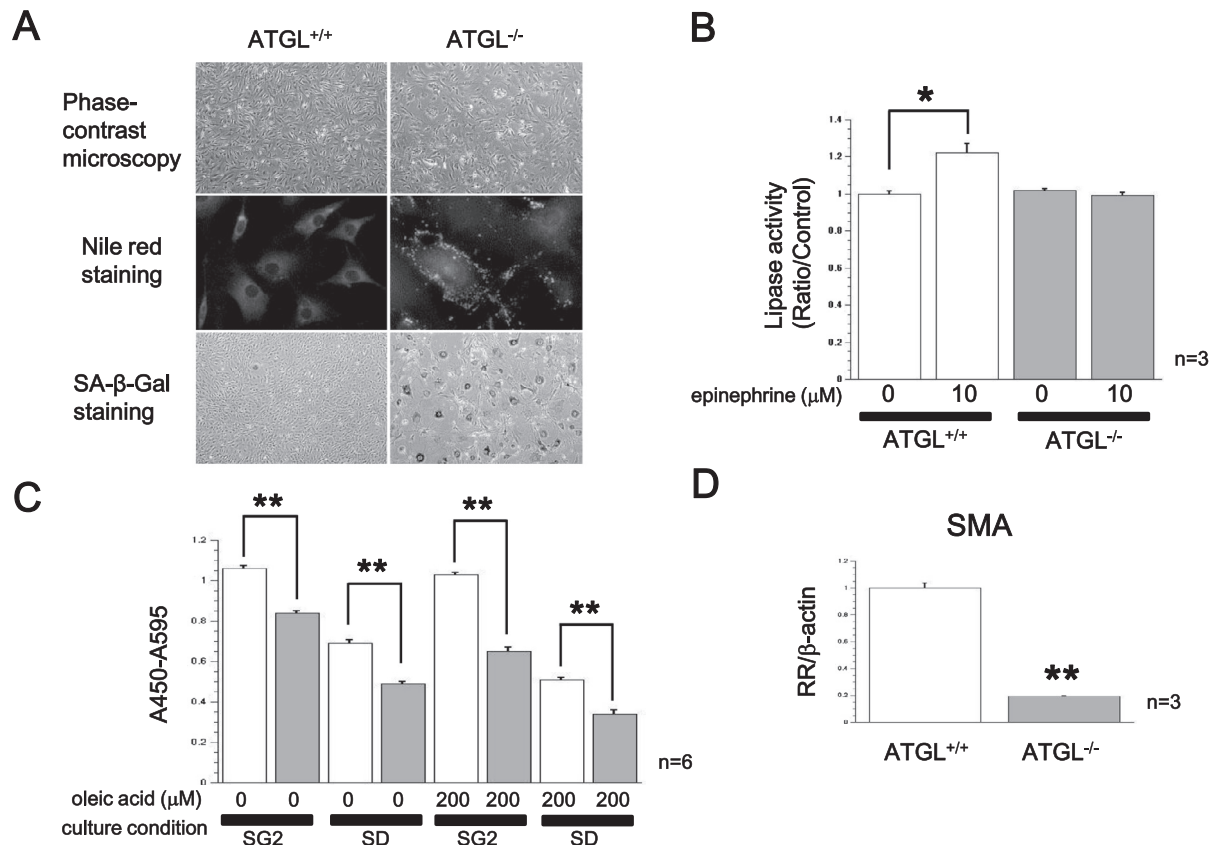 A
ATGL+/+
ATGL-/-
Phase-
contrast
microscopy
Nile red
staining
SA-β-Gal
staining
B
*
1.4
1.2
1
0.8
0.6
0.4
0.2
0
Lipase activity
(Ratio/Control)
n=3
epinephrine (μM) 0 10 0 10
ATGL+/+ ATGL-/-
C
** ** ** **
1.2
1
0.8
0.6
0.4
0.2
0
A450-A595
n=6
oleic acid (μM) 0 0 0 0 200 200 200 200
culture condition
SG2 SD SG2 SD
D
SMA
1.2
1
0.8
0.6
0.4
0.2
0
RR/β-actin
**
n=3
ATGL+/+ ATGL-/-